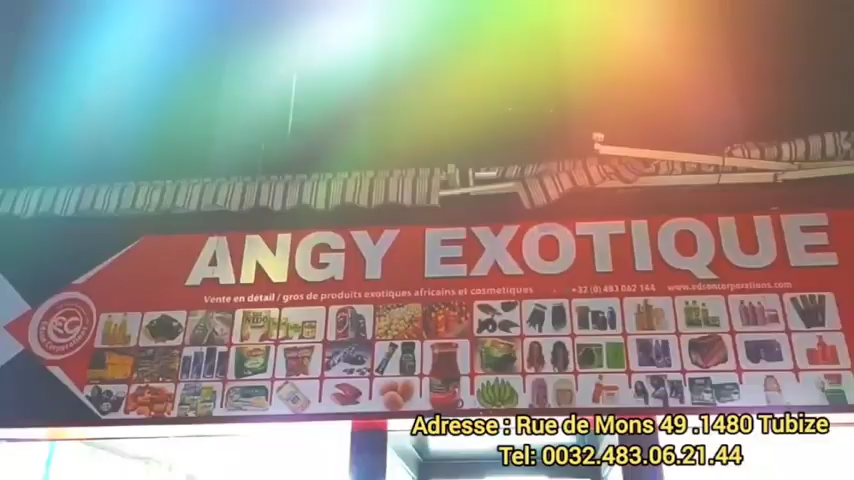 ANGY EXOTIQUE
Vente en détail / gros de produits exotiques africains et cosmetiques
+32 (0) 483 062 144
www.edsoncorporations.com
Adresse : Rue de Mons 49 .1480 Tubize
Tel: 0032.483.06.21.44